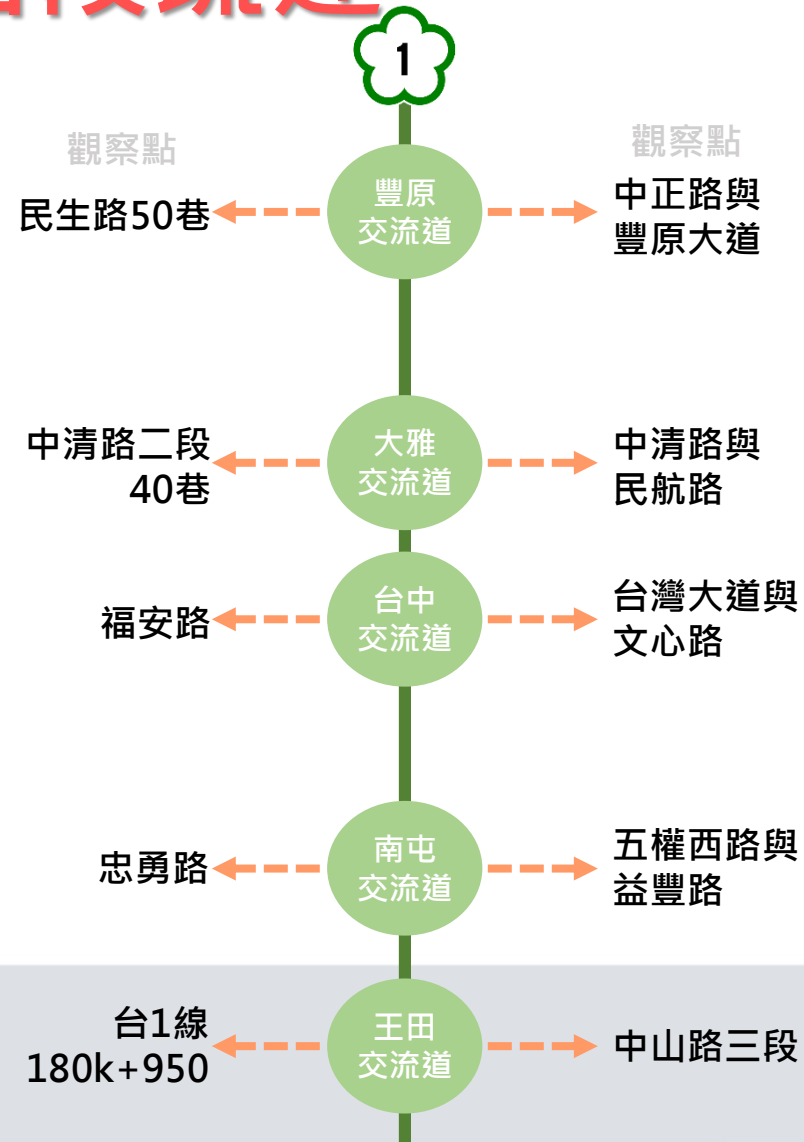 1
觀察點
觀察點
民生路50巷
豐原
交流道
中正路與
豐原大道
中清路二段
40巷
大雅
交流道
中清路與
民航路
福安路
台中
交流道
台灣大道與
文心路
忠勇路
南屯
交流道
五權西路與
益豐路
台1線
180k+950
王田
交流道
中山路三段